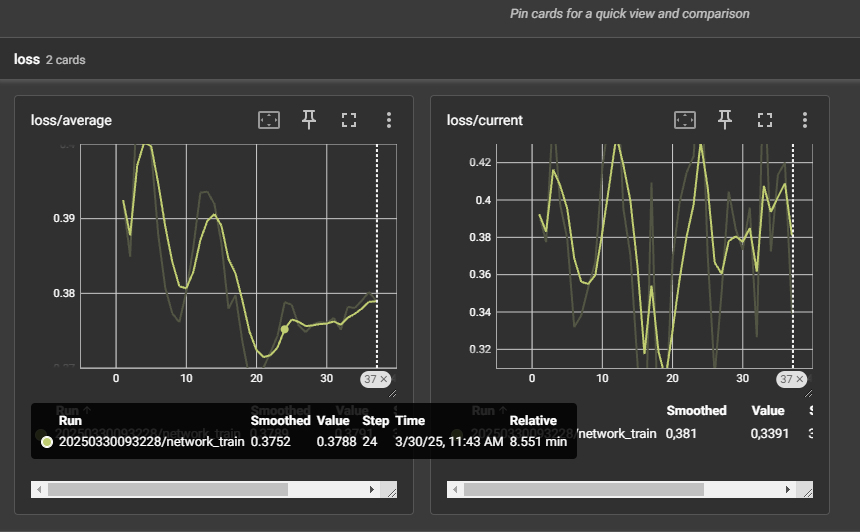 Pin cards for a quick view and comparison
loss 2 cards
loss/average
loss/current
0.39
0.38
0 10 20 30 37 ×
0.42
0.4
0.38
0.36
0.34
0.32
0 10 20 30 37 ×
Run ↑ Smoothed Value
Run Smoothed Value Step Time Relative
20250330093228/network_train 0.3752 0.3788 24 3/30/25, 11:43 AM 8.551 min
Run ↑ Smoothed Value
/network_train 0,381 0,3391